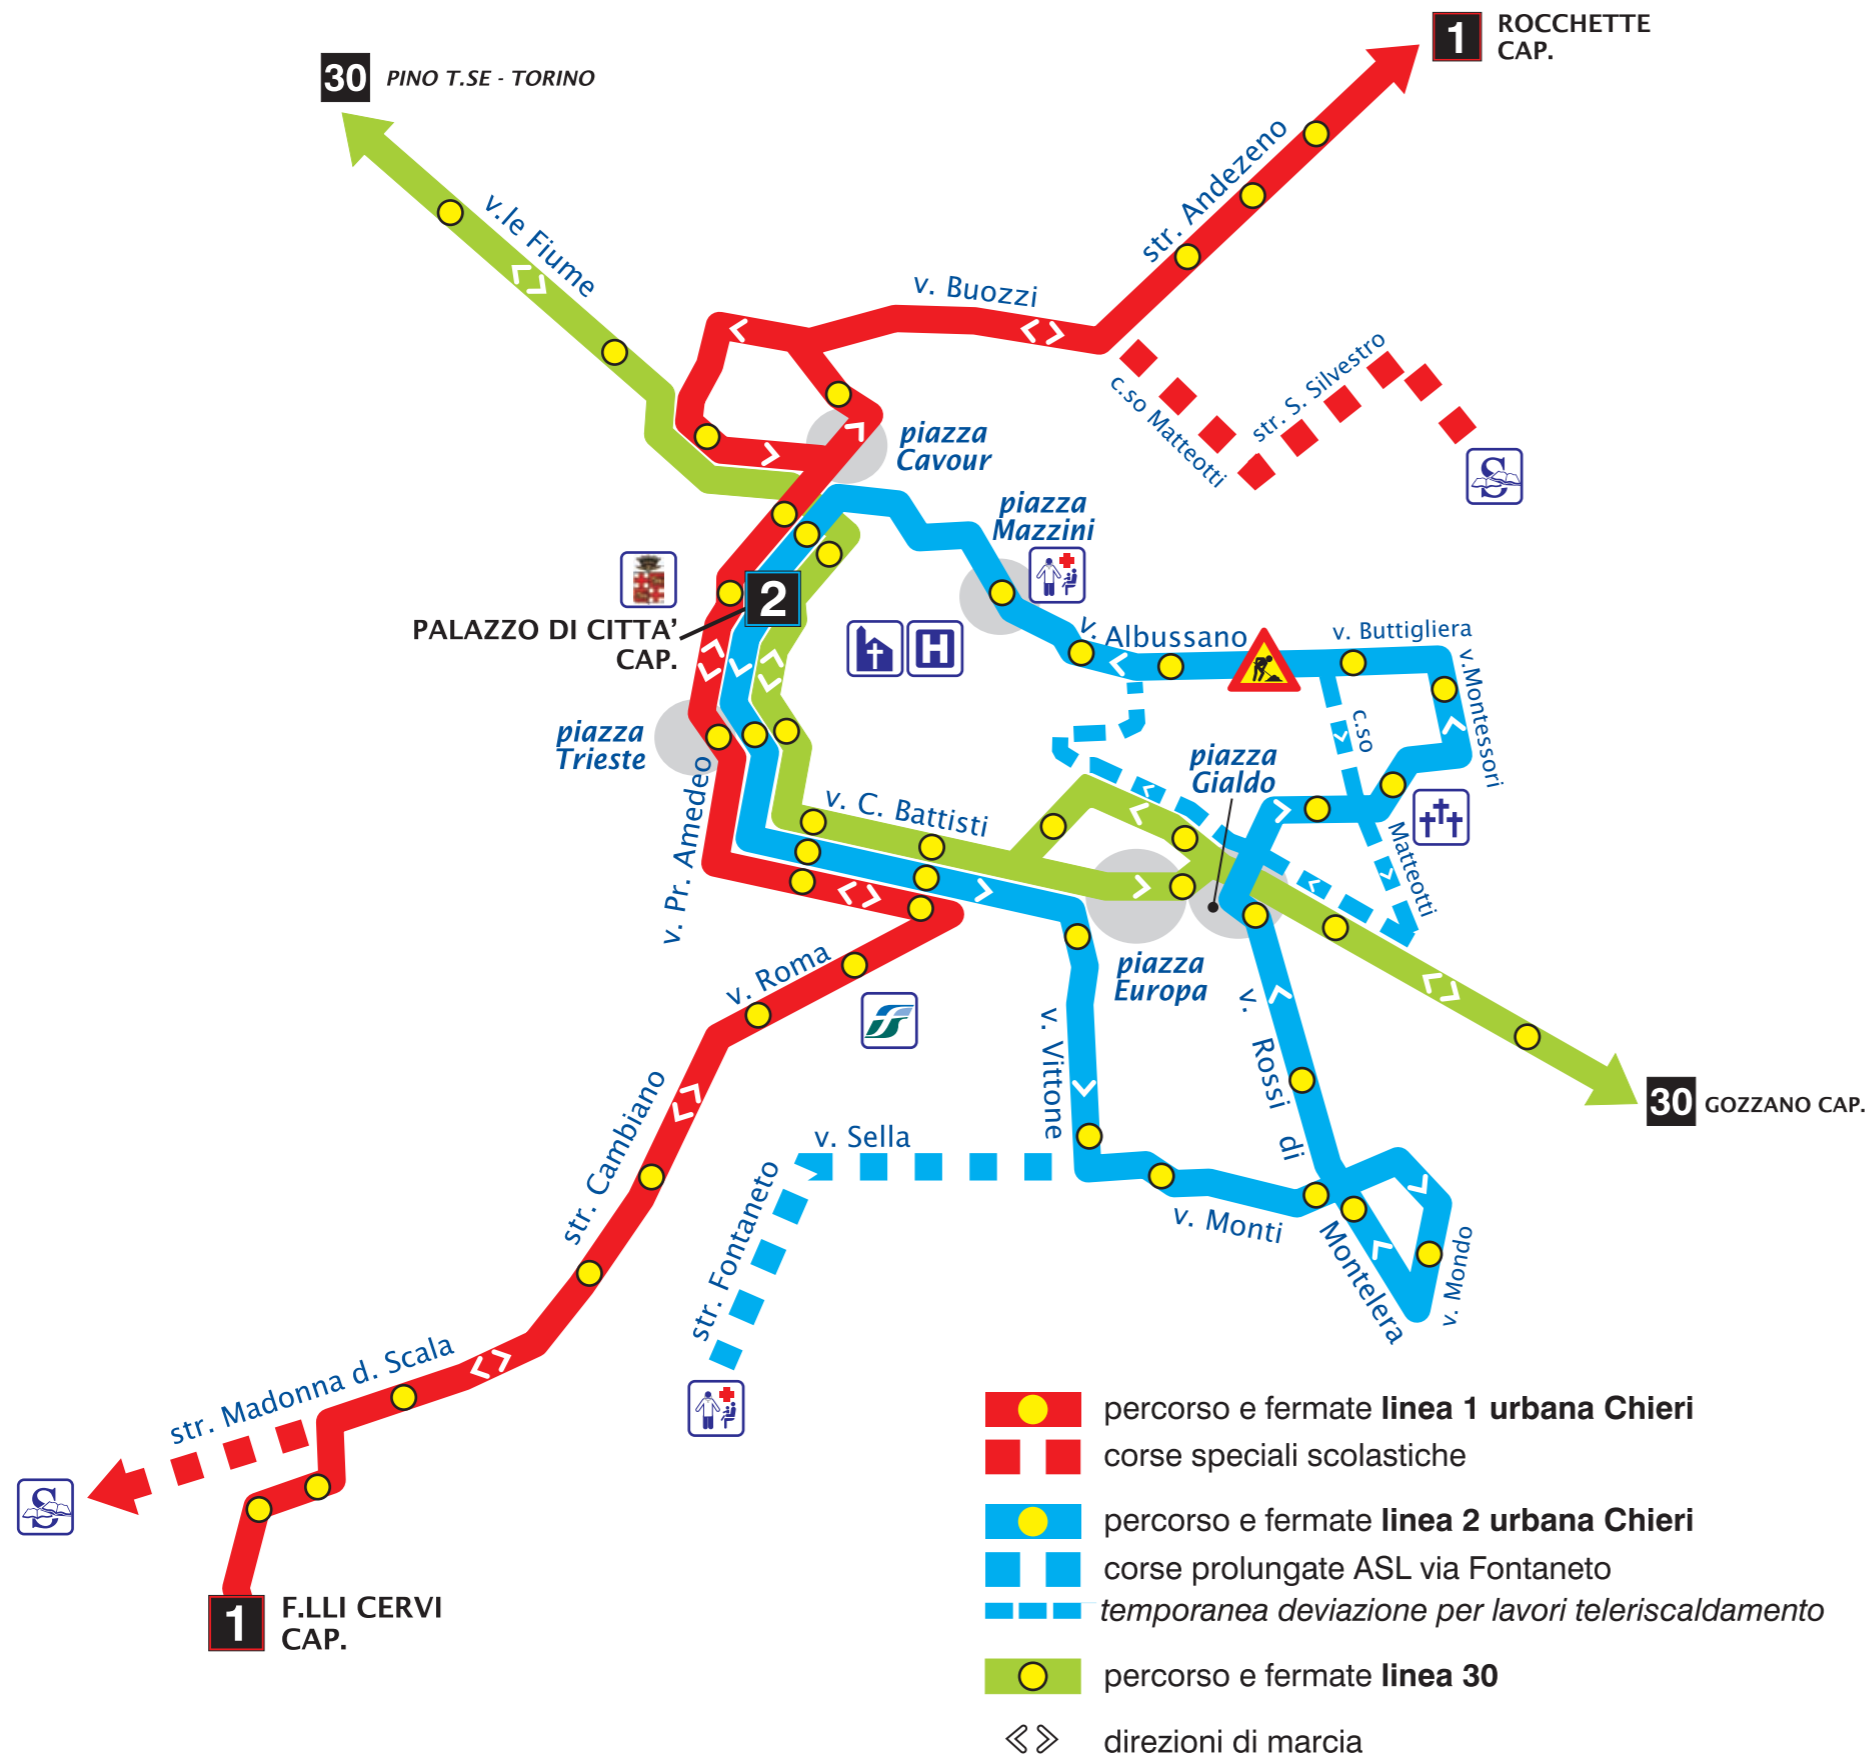 1 ROCCHETTE
CAP.
30 PINO T.SE - TORINO
str. Andezeno
v.le Fiume
v. Buozzi
c.so Matteotti
str. S. Silvestro
S
piazza
Cavour
piazza
Mazzini
2
PALAZZO DI CITTA'
CAP.
H
v. Albussano
v. Buttigliera
v.Montessori
piazza
Trieste
c.so Matteotti
piazza
Gialdo
v. Pr. Amedeo
v. C. Battisti
piazza
Europa
v. Roma
v. Vittone
v. Rossi di Montelera
30 GOZZANO CAP.
str. Cambiano
v. Sella
str. Fontaneto
v. Monti
v. Mondo
str. Madonna d. Scala
S
1 F.LLI CERVI
CAP.
percorso e fermate linea 1 urbana Chieri
corse speciali scolastiche
percorso e fermate linea 2 urbana Chieri
corse prolungate ASL via Fontaneto
temporanea deviazione per lavori teleriscaldamento
percorso e fermate linea 30
direzioni di marcia